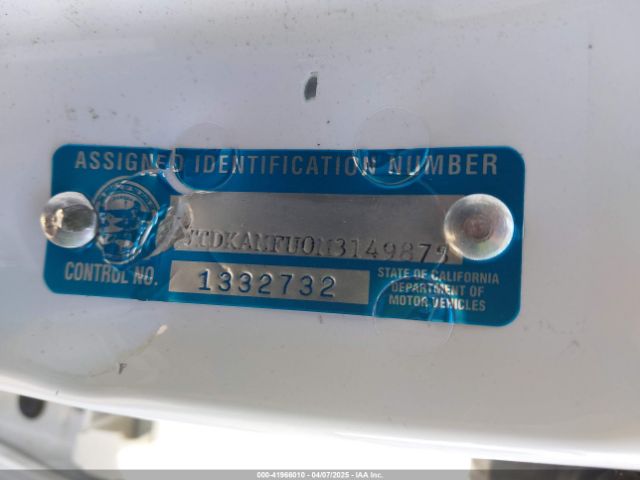 ASSIGNED IDENTIFICATION NUMBER
JTDKAMFU0N3149879
CONTROL NO.
1332732
STATE OF CALIFORNIA
DEPARTMENT OF
MOTOR VEHICLES
000-41966010 - 04/07/2025 - IAA Inc.